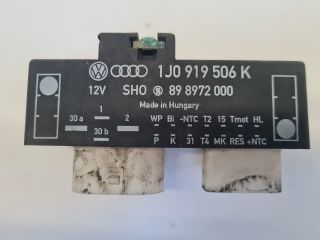 1J0 919 506 K
12V SHO 89 8972 000
Made in Hungary
1
30 a 2 WP Bi -NTC T2 15 Tmot HL
30 b P K 31 T4 MK RES +NTC